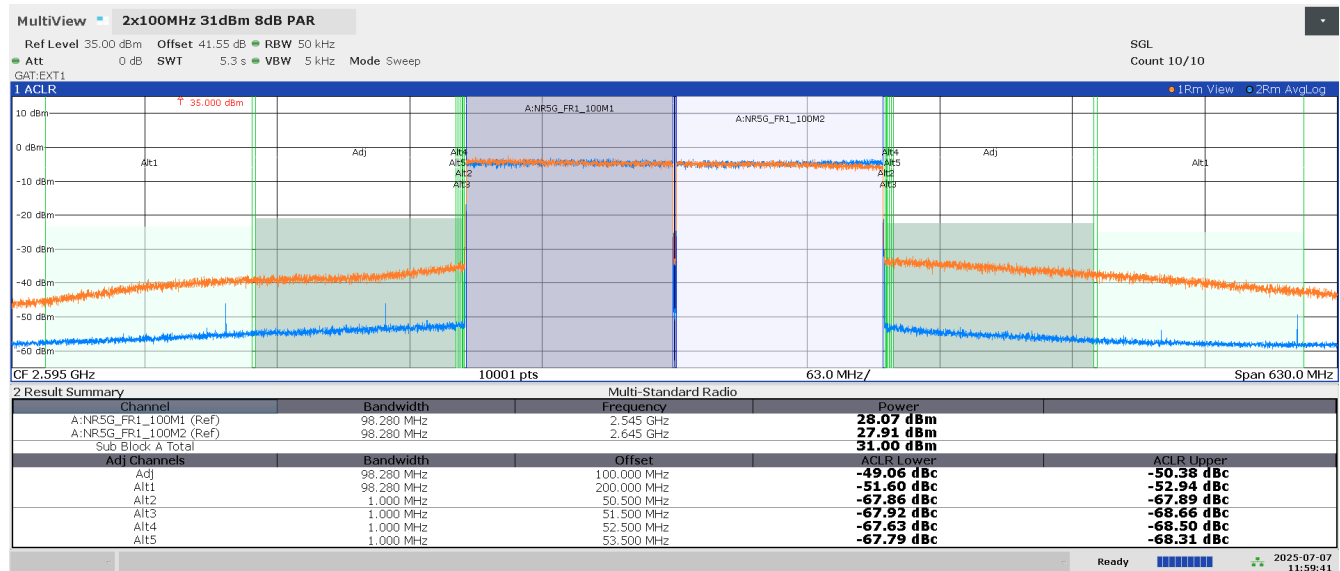 MultiView 2x100MHz 31dBm 8dB PAR
Ref Level 35.00 dBm Offset 41.55 dB RBW 50 kHz SGL
Att 0 dB SWT 5.3 s VBW 5 kHz Mode Sweep Count 10/10
GAT:EXT1
1 ACLR 1Rm View 2Rm AvgLog
35.000 dBm
A:NR5G_FR1_100M1
A:NR5G_FR1_100M2
10 dBm
0 dBm
Alt1 Adj Alt4 Alt4 Adj Alt1
Alt5 Alt5
Alt2 Alt2
Alt3 Alt3
-10 dBm
-20 dBm
-30 dBm
-40 dBm
-50 dBm
-60 dBm
CF 2.595 GHz 10001 pts 63.0 MHz/ Span 630.0 MHz
2 Result Summary Multi-Standard Radio
Channel Bandwidth Frequency Power
A:NR5G_FR1_100M1 (Ref) 98.280 MHz 2.545 GHz 28.07 dBm
A:NR5G_FR1_100M2 (Ref) 98.280 MHz 2.645 GHz 27.91 dBm
Sub Block A Total 31.00 dBm
Adj Channels Bandwidth Offset ACLR Lower ACLR Upper
Adj 98.280 MHz 100.000 MHz -49.06 dBc -50.38 dBc
Alt1 98.280 MHz 200.000 MHz -51.60 dBc -52.94 dBc
Alt2 1.000 MHz 50.500 MHz -67.86 dBc -67.89 dBc
Alt3 1.000 MHz 51.500 MHz -67.92 dBc -68.66 dBc
Alt4 1.000 MHz 52.500 MHz -67.63 dBc -68.50 dBc
Alt5 1.000 MHz 53.500 MHz -67.79 dBc -68.31 dBc
Ready 2025-07-07
11:59:41